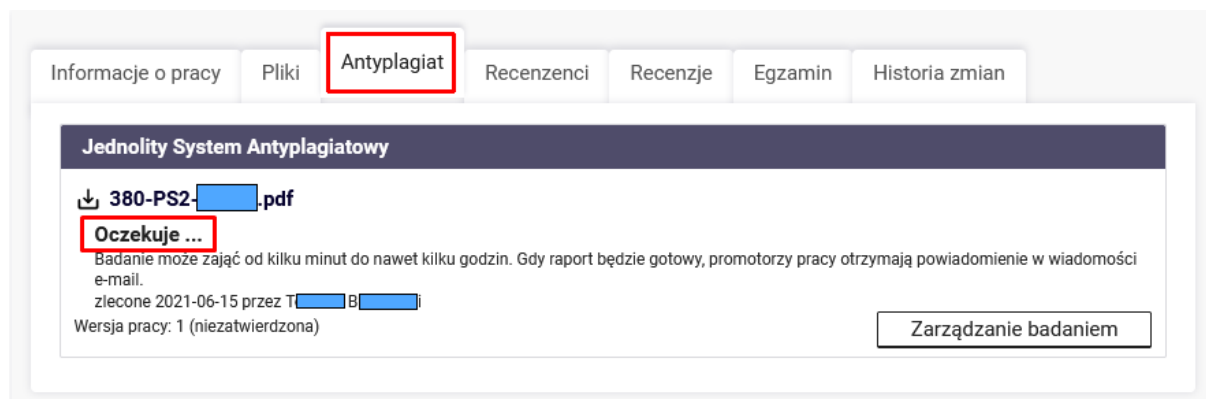 Informacje o pracy Pliki Antyplagiat Recenzenci Recenzje Egzamin Historia zmian
Jednolity System Antyplagiatowy
380-PS2- .pdf
Oczekuje ...
Badanie może zająć od kilku minut do nawet kilku godzin. Gdy raport będzie gotowy, promotorzy pracy otrzymają powiadomienie w wiadomości
e-mail.
zlecone 2021-06-15 przez T B i
Wersja pracy: 1 (niezatwierdzona)
Zarządzanie badaniem